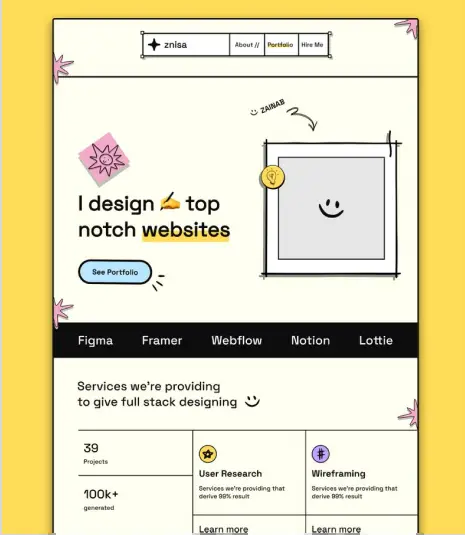 znisa
About //
Portfolio
Hire Me
ZAINAB
I design ✍️ top
notch websites
See Portfolio
Figma
Framer
Webflow
Notion
Lottie
Services we're providing
to give full stack designing
39
Projects
100k+
generated
User Research
Services we're providing that
derive 99% result
Learn more
Wireframing
Services we're providing that
derive 99% result
Learn more